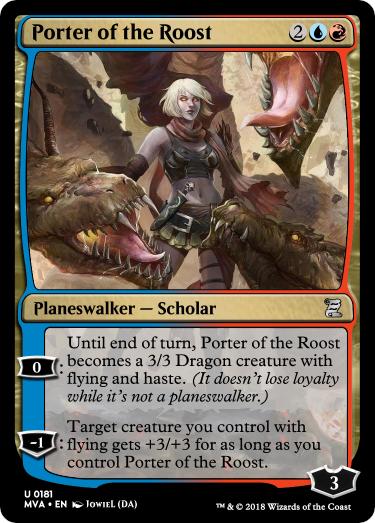 Porter of the Roost 2
Planeswalker — Scholar
Until end of turn, Porter of the Roost
0 : becomes a 3/3 Dragon creature with
flying and haste. (It doesn't lose loyalty
while it's not a planeswalker.)
Target creature you control with
-1 : flying gets +3/+3 for as long as you
control Porter of the Roost.
3
U 0181
MVA • EN JOWIEL (DA)
™ & © 2018 Wizards of the Coast